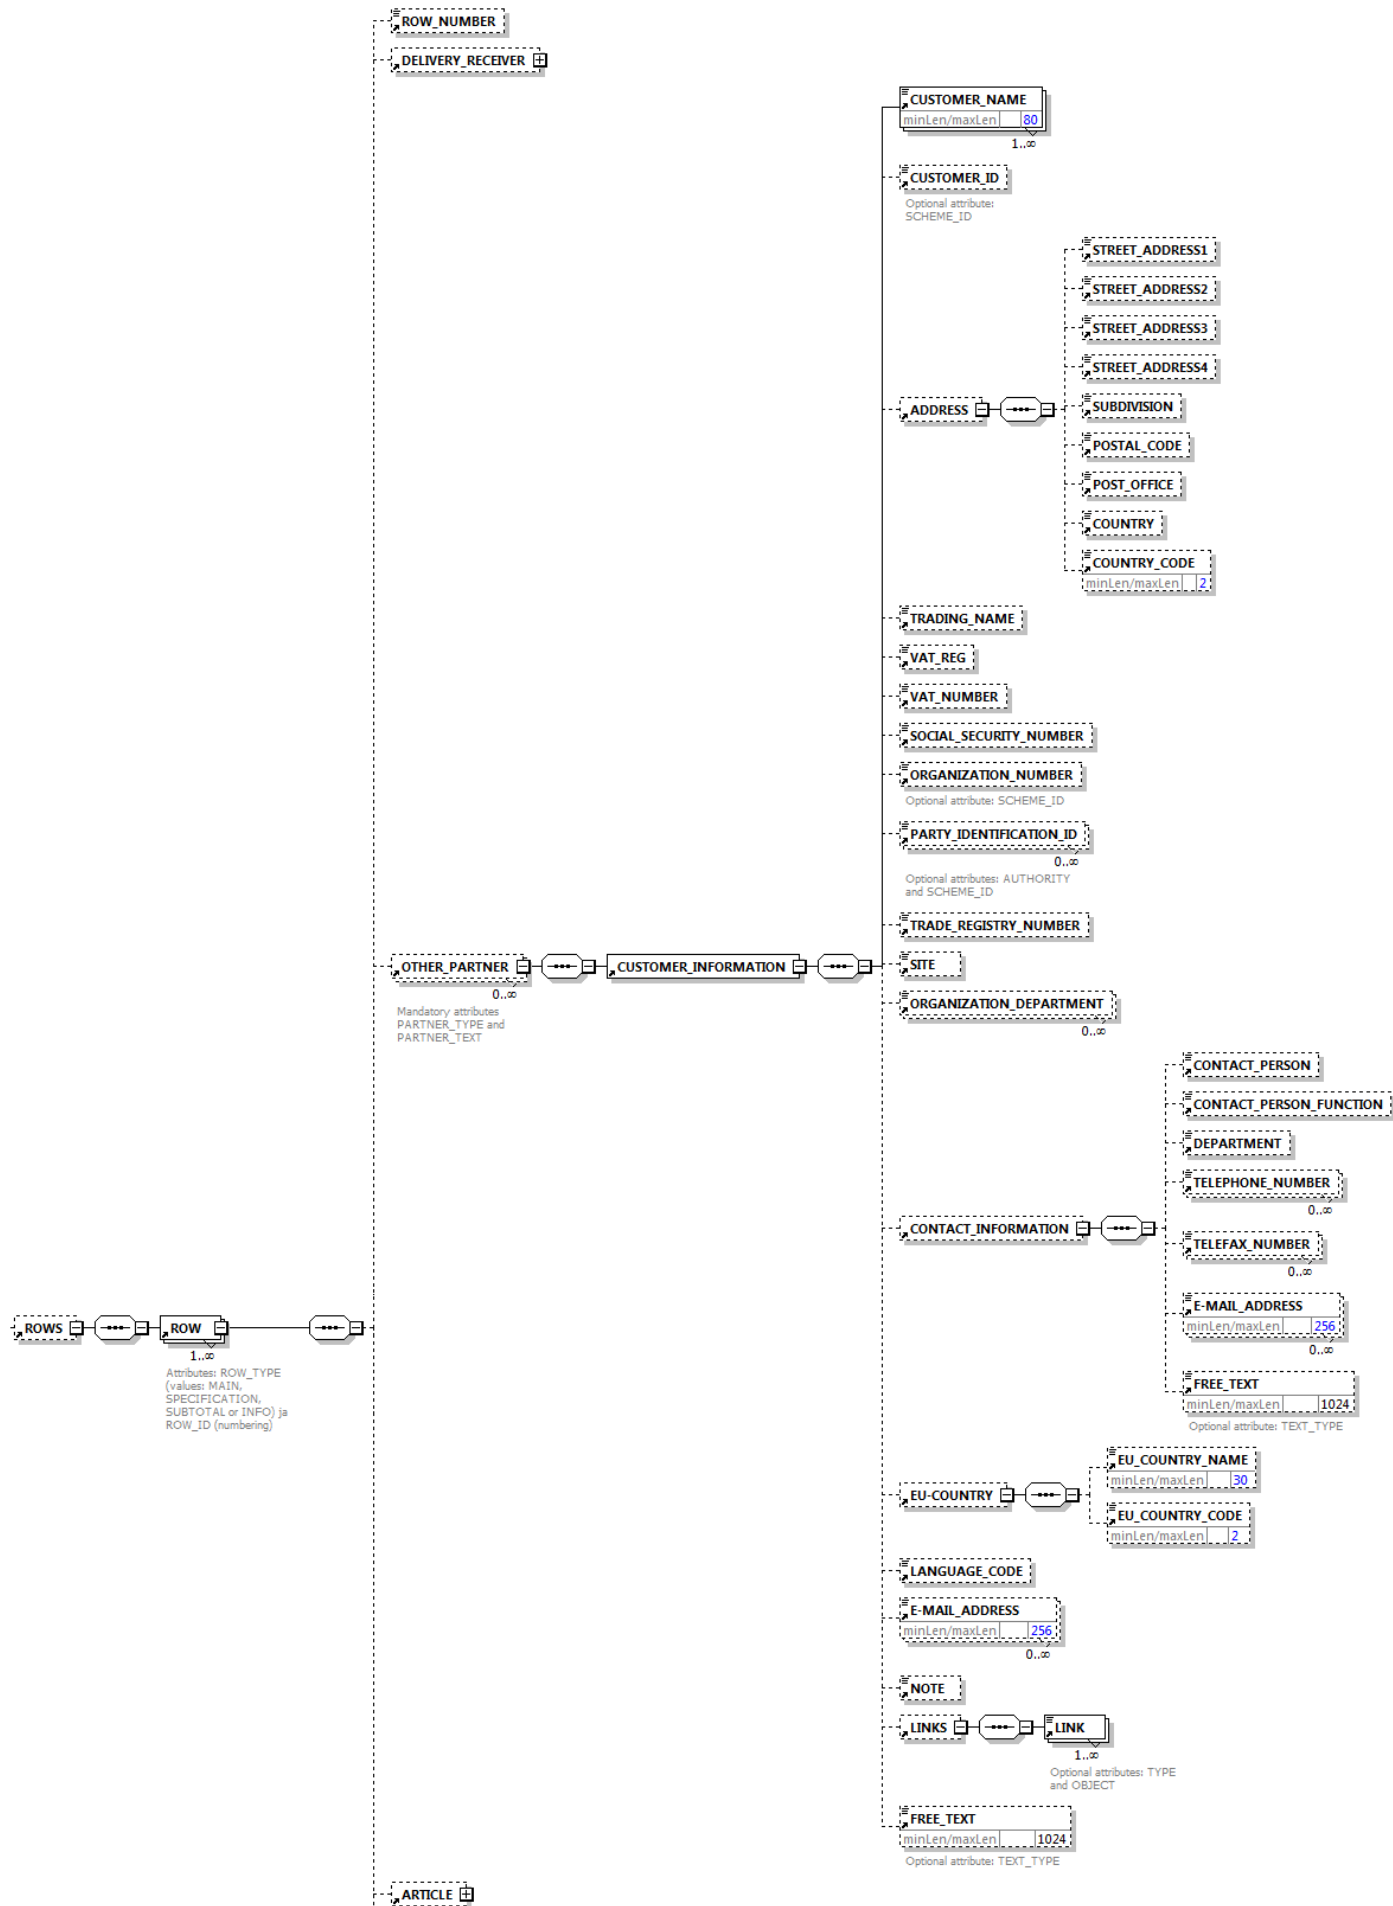 ROW_NUMBER
DELIVERY_RECEIVER
CUSTOMER_NAME
minLen/maxLen 80
1..∞
CUSTOMER_ID
Optional attribute:
SCHEME_ID
STREET_ADDRESS1
STREET_ADDRESS2
STREET_ADDRESS3
STREET_ADDRESS4
ADDRESS
SUBDIVISION
POSTAL_CODE
POST_OFFICE
COUNTRY
COUNTRY_CODE
minLen/maxLen 2
TRADING_NAME
VAT_REG
VAT_NUMBER
SOCIAL_SECURITY_NUMBER
ORGANIZATION_NUMBER
Optional attribute: SCHEME_ID
PARTY_IDENTIFICATION_ID
0..∞
Optional attributes: AUTHORITY
and SCHEME_ID
TRADE_REGISTRY_NUMBER
OTHER_PARTNER
0..∞
Mandatory attributes
PARTNER_TYPE and
PARTNER_TEXT
CUSTOMER_INFORMATION
SITE
ORGANIZATION_DEPARTMENT
0..∞
CONTACT_PERSON
CONTACT_PERSON_FUNCTION
DEPARTMENT
TELEPHONE_NUMBER
0..∞
CONTACT_INFORMATION
TELEFAX_NUMBER
0..∞
E-MAIL_ADDRESS
minLen/maxLen 256
0..∞
ROWS
ROW
1..∞
Attributes: ROW_TYPE
(values: MAIN,
SPECIFICATION,
SUBTOTAL or INFO) ja
ROW_ID (numbering)
FREE_TEXT
minLen/maxLen 1024
Optional attribute: TEXT_TYPE
EU-COUNTRY
EU_COUNTRY_NAME
minLen/maxLen 30
EU_COUNTRY_CODE
minLen/maxLen 2
LANGUAGE_CODE
E-MAIL_ADDRESS
minLen/maxLen 256
0..∞
NOTE
LINKS
LINK
1..∞
Optional attributes: TYPE
and OBJECT
FREE_TEXT
minLen/maxLen 1024
Optional attribute: TEXT_TYPE
ARTICLE